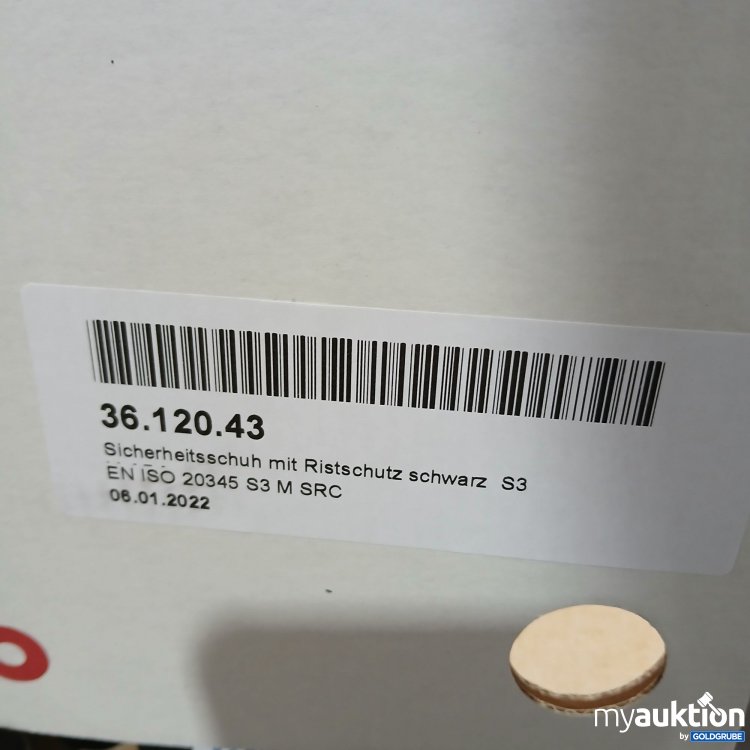 36.120.43
Sicherheitsschuh mit Ristschutz schwarz S3
EN ISO 20345 S3 M SRC
06.01.2022
myauktion
by GOLDGRUBE